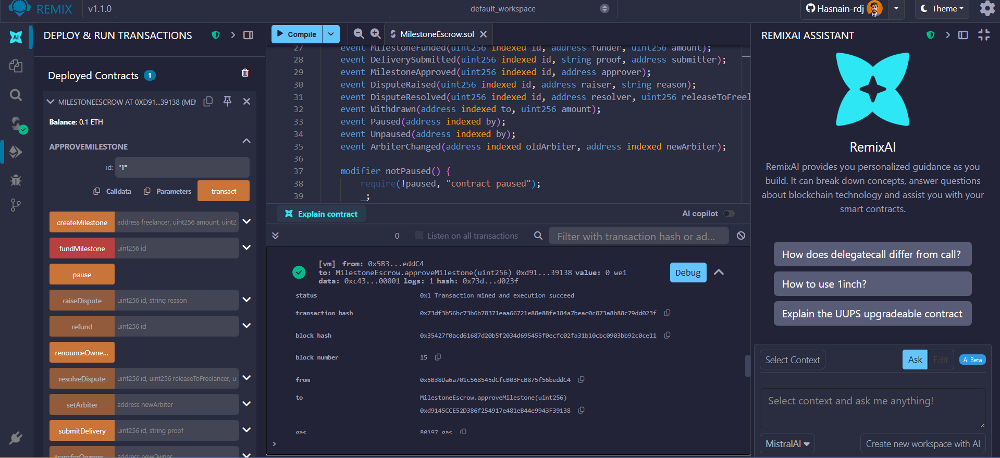 REMIX
v1.1.0
default_workspace
Hasnain-rdj
Theme
DEPLOY & RUN TRANSACTIONS
Deployed Contracts 1
MILESTONEESCROW AT 0XD91...39138 (MEM
Balance: 0.1 ETH
APPROVEMILESTONE
id: "1"
Calldata Parameters transact
createMilestone address freelancer, uint256 amount, uint2
fundMilestone uint256 id
pause
raiseDispute uint256 id, string reason
refund uint256 id
renounceOwne...
resolveDispute uint256 id, uint256 releaseToFreelancer, u
setArbiter address newArbiter
submitDelivery uint256 id, string proof
transferOwners address newOwner
Compile
MilestoneEscrow.sol
27 event MilestoneFunded(uint256 indexed id, address funder, uint256 amount);
28 event DeliverySubmitted(uint256 indexed id, string proof, address submitter);
29 event MilestoneApproved(uint256 indexed id, address approver);
30 event DisputeRaised(uint256 indexed id, address raiser, string reason);
31 event DisputeResolved(uint256 indexed id, address resolver, uint256 releaseToFreel
32 event Withdrawn(address indexed to, uint256 amount);
33 event Paused(address indexed by);
34 event Unpaused(address indexed by);
35 event ArbiterChanged(address indexed oldArbiter, address indexed newArbiter);
36
37 modifier notPaused() {
38 require(!paused, "contract paused");
39 _;
Explain contract
AI copilot
0 Listen on all transactions Filter with transaction hash or ad...
[vm] from: 0x5B3...eddC4
to: MilestoneEscrow.approveMilestone(uint256) 0xd91...39138 value: 0 wei
data: 0xc43...00001 logs: 1 hash: 0x73d...d023f
Debug
status 0x1 Transaction mined and execution succeed
transaction hash 0x73df3b56bc73b6b78371eaa66721e88e88fe184a7beac0c873a8b88c79dd023f
block hash 0x35427f0acd61687d20b5f2034d695455f0ecfc02fa31b10cbc0903bb92c0ce11
block number 15
from 0x5B38Da6a701c568545dCfcB03FcB875f56beddC4
to MilestoneEscrow.approveMilestone(uint256)
0xd9145CCE52D386f254917e481eB44e9943F39138
gas 80197 gas
>
REMIXAI ASSISTANT
AI
RemixAI
RemixAI provides you personalized guidance as you
build. It can break down concepts, answer questions
about blockchain technology and assist you with your
smart contracts.
How does delegatecall differ from call?
How to use 1inch?
Explain the UUPS upgradeable contract
Select Context
Ask Edit AI Beta
Select context and ask me anything!
MistralAI
Create new workspace with AI